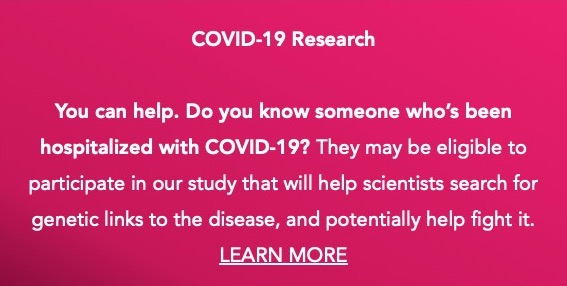 COVID-19 Research
You can help. Do you know someone who's been
hospitalized with COVID-19? They may be eligible to
participate in our study that will help scientists search for
genetic links to the disease, and potentially help fight it.
LEARN MORE